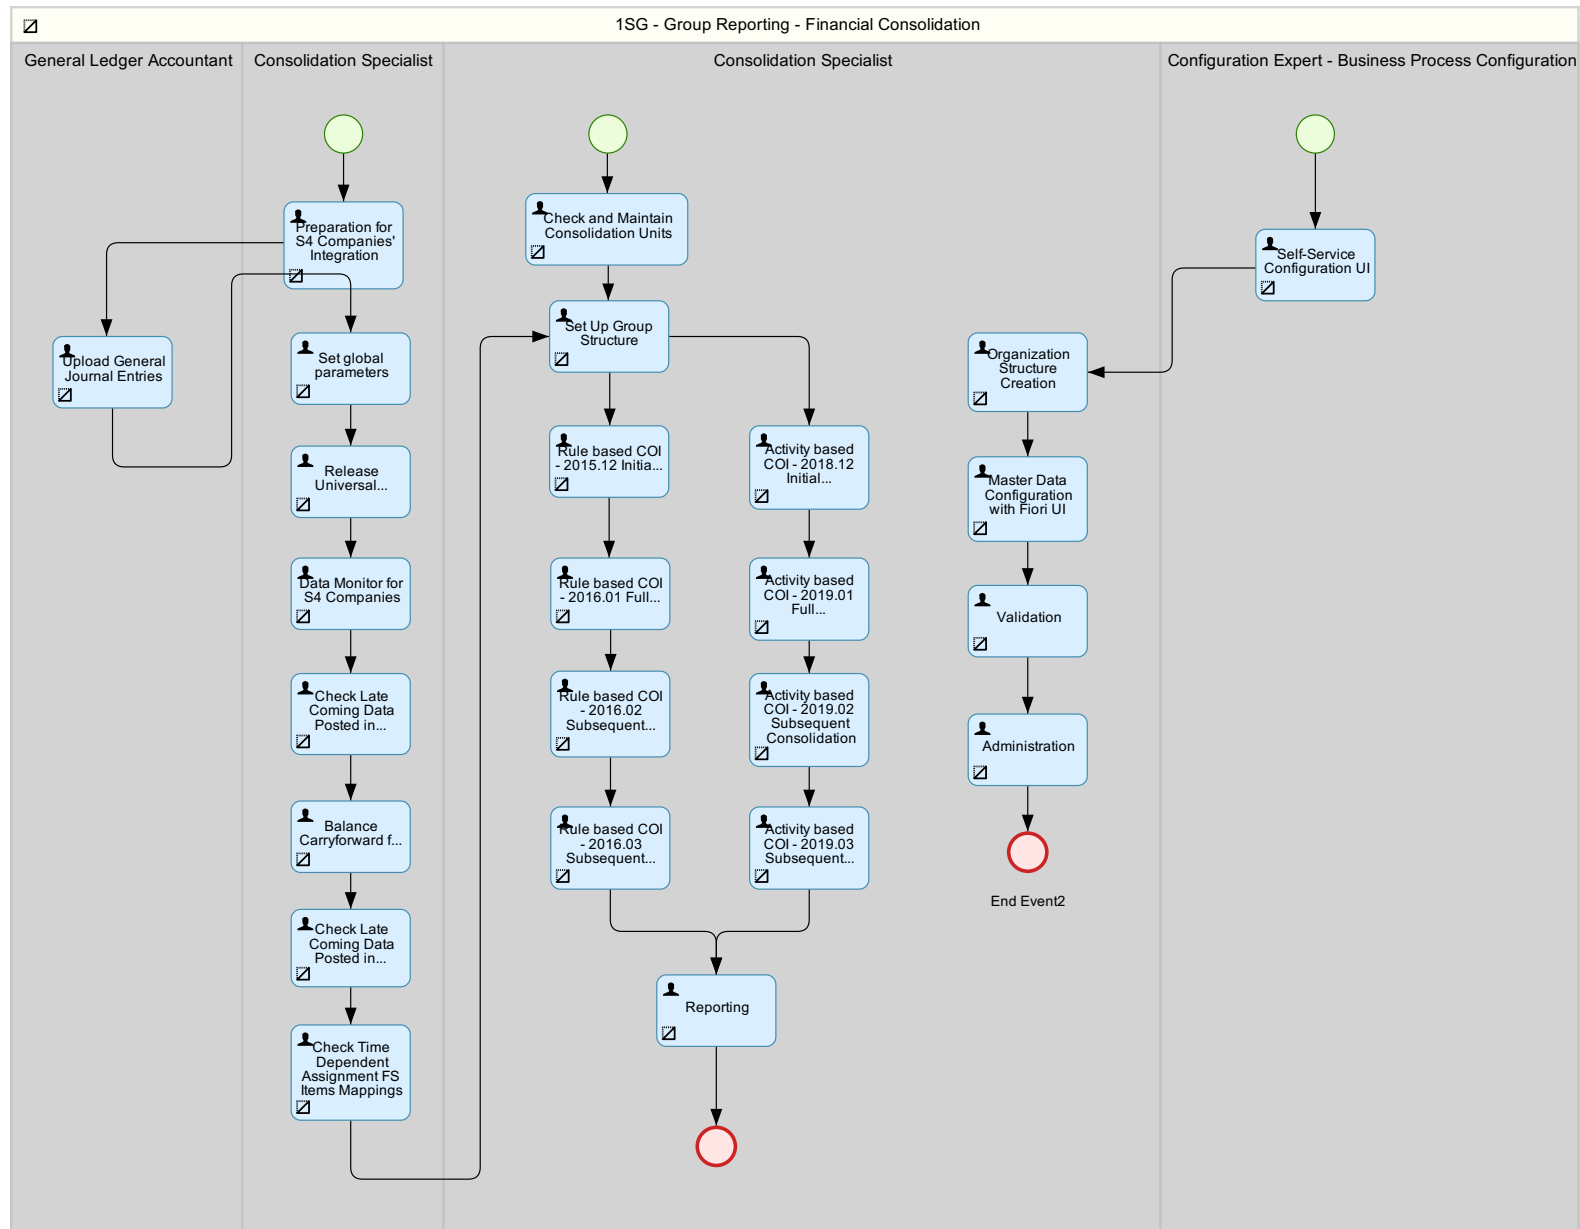 1SG - Group Reporting - Financial Consolidation
General Ledger Accountant
Consolidation Specialist
Consolidation Specialist
Configuration Expert - Business Process Configuration
Preparation for
S4 Companies'
Integration
Upload General
Journal Entries
Set global
parameters
Release
Universal...
Data Monitor for
S4 Companies
Check Late
Coming Data
Posted in...
Balance
Carryforward f...
Check Late
Coming Data
Posted in...
Check Time
Dependent
Assignment FS
Items Mappings
Check and Maintain
Consolidation Units
Set Up Group
Structure
Rule based COI
- 2015.12 Initia...
Rule based COI
- 2016.01 Full...
Rule based COI
- 2016.02
Subsequent...
Rule based COI
- 2016.03
Subsequent...
Activity based
COI - 2018.12
Initial...
Activity based
COI - 2019.01
Full...
Activity based
COI - 2019.02
Subsequent
Consolidation
Activity based
COI - 2019.03
Subsequent...
Reporting
Organization
Structure
Creation
Master Data
Configuration
with Fiori UI
Validation
Administration
End Event2
Self-Service
Configuration UI